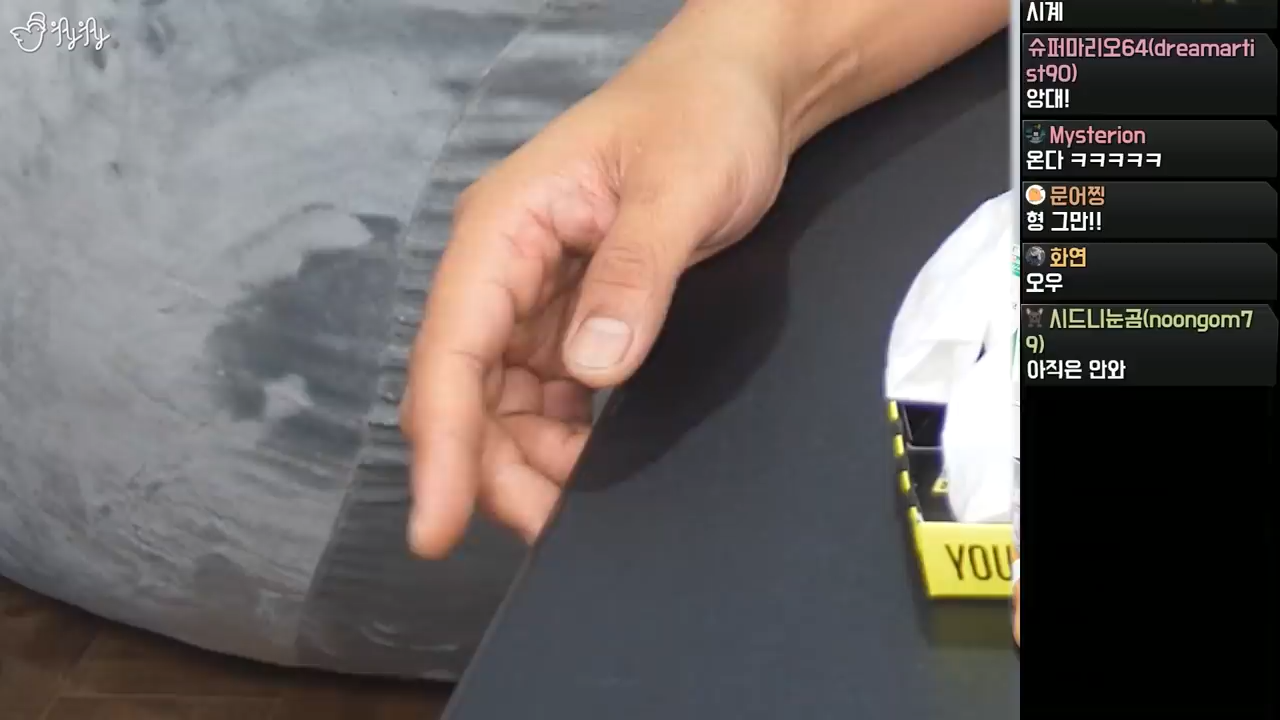 시계
슈퍼마리오64(dreamarti
st90)
앙대!
Mysterion
온다 ㅋㅋㅋㅋㅋ
문어찡
형 그만!!
화연
오우
시드니눈곰(noongom7
9)
아직은 안와
YOU